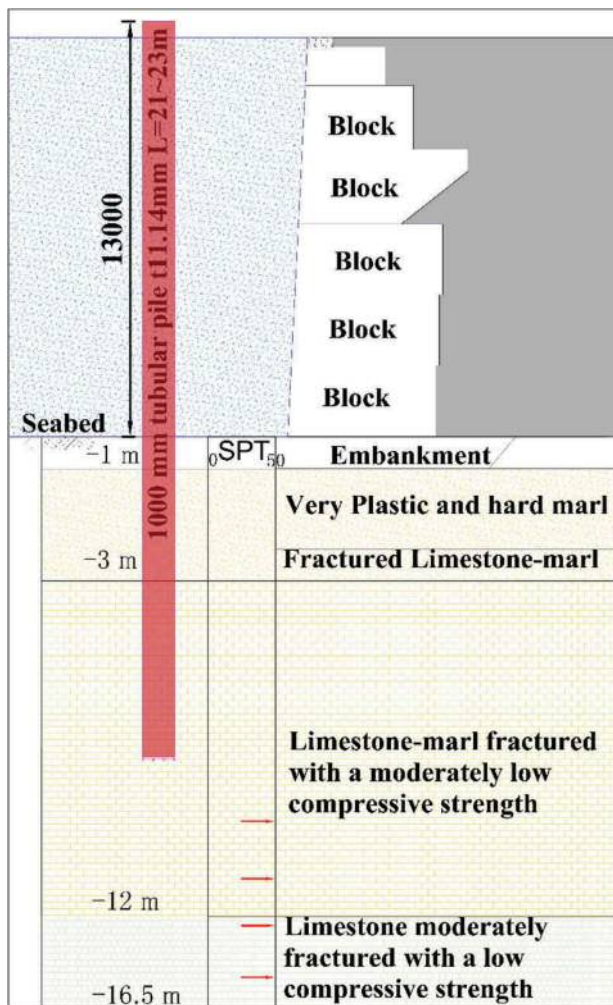 13000
1000 mm tubular pile t11.14mm L=21~23m
Block
Block
Block
Block
Block
Seabed
-1 m
0SPT50
Embankment
Very Plastic and hard marl
-3 m
Fractured Limestone-marl
Limestone-marl fractured
with a moderately low
compressive strength
-12 m
Limestone moderately
fractured with a low
compressive strength
-16.5 m